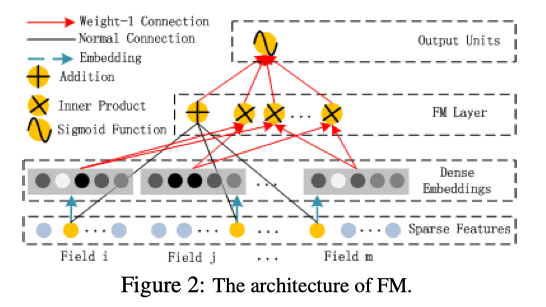 Weight-1 Connection
Normal Connection
Embedding
Addition
Inner Product
Sigmoid Function
Output Units
...
FM Layer
...
Dense
Embeddings
... ... ... ...
Sparse Features
Field i Field j ... Field m
Figure 2: The architecture of FM.